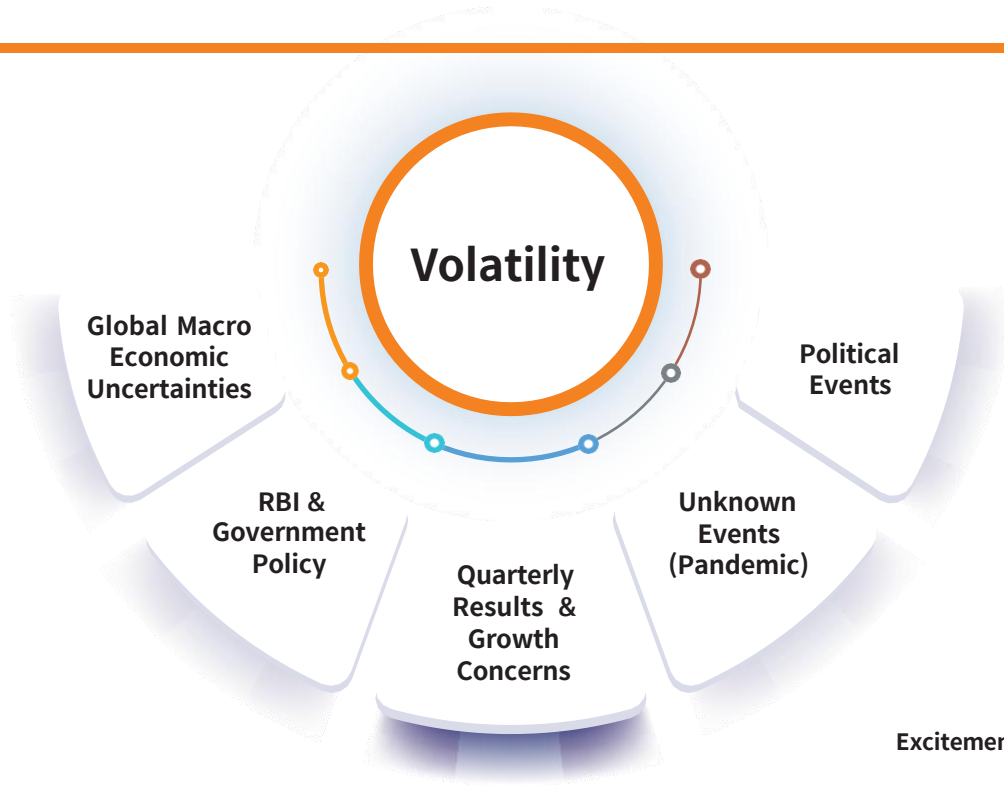 Volatility
Global Macro
Economic
Uncertainties
RBI &
Government
Policy
Quarterly
Results &
Growth
Concerns
Unknown
Events
(Pandemic)
Political
Events